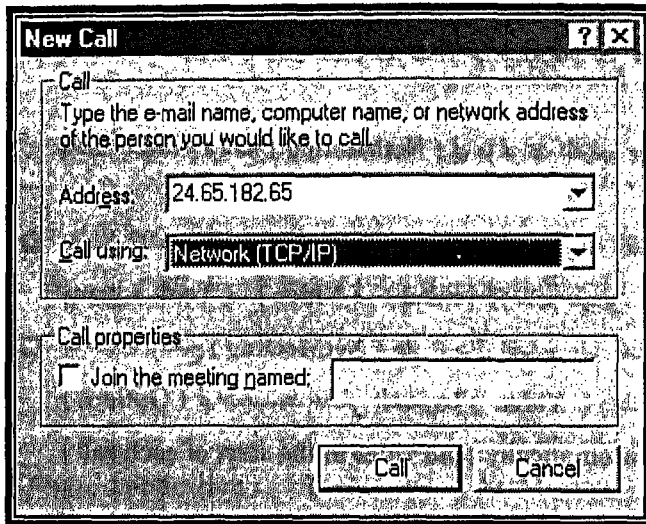 New Call
Call
Type the e-mail name, computer name, or network address
of the person you would like to call.
Address: 24.65.182.65
Call using: Network (TCP/IP)
Call properties
Join the meeting named:
Call Cancel